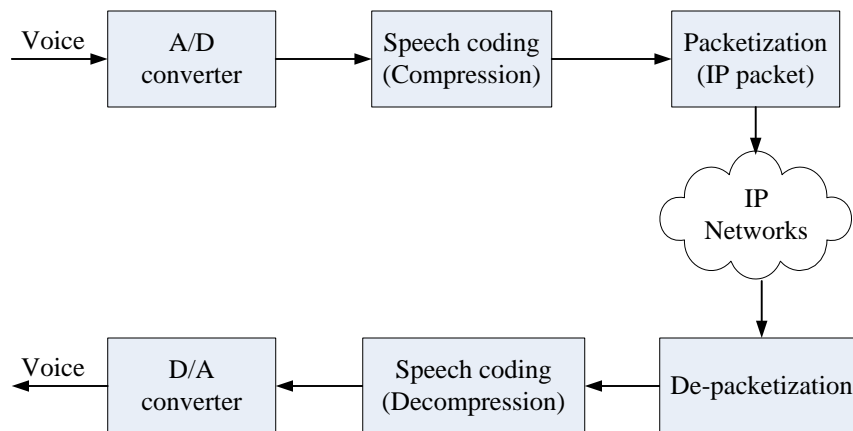 Voice
A/D
converter
Speech coding
(Compression)
Packetization
(IP packet)
IP
Networks
Voice
D/A
converter
Speech coding
(Decompression)
De-packetization